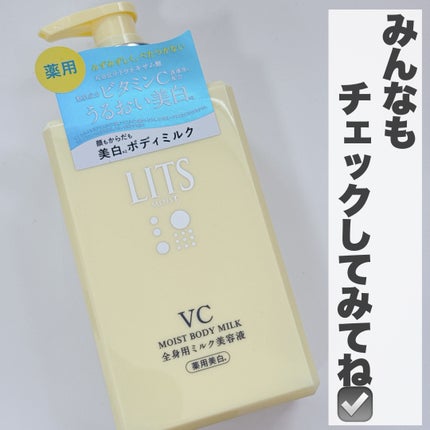 みんなも
チェックしてみてね☑
薬用
ビタミンC
うるおい美白
顔もからだも
美白ボディミルク
LITS
MOIST
VC
MOIST BODY MILK
全身用ミルク美容液
薬用美白